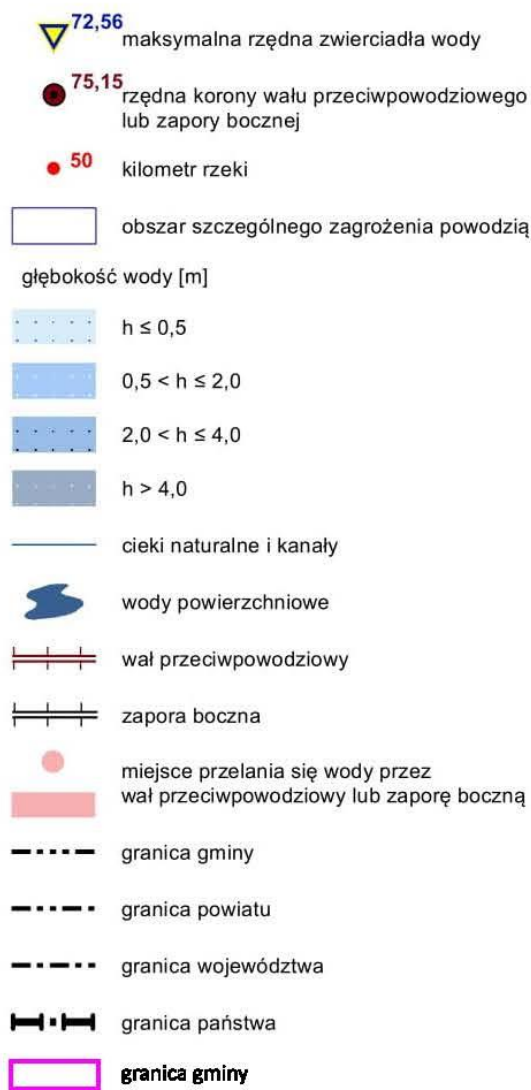 72,56 maksymalna rzędna zwierciadła wody
75,15 rzędna korony wału przeciwpowodziowego
lub zapory bocznej
50 kilometr rzeki
obszar szczególnego zagrożenia powodzią
głębokość wody [m]
h ≤ 0,5
0,5 < h ≤ 2,0
2,0 < h ≤ 4,0
h > 4,0
cieki naturalne i kanały
wody powierzchniowe
wał przeciwpowodziowy
zapora boczna
miejsce przelania się wody przez
wał przeciwpowodziowy lub zaporę boczną
granica gminy
granica powiatu
granica województwa
granica państwa
granica gminy